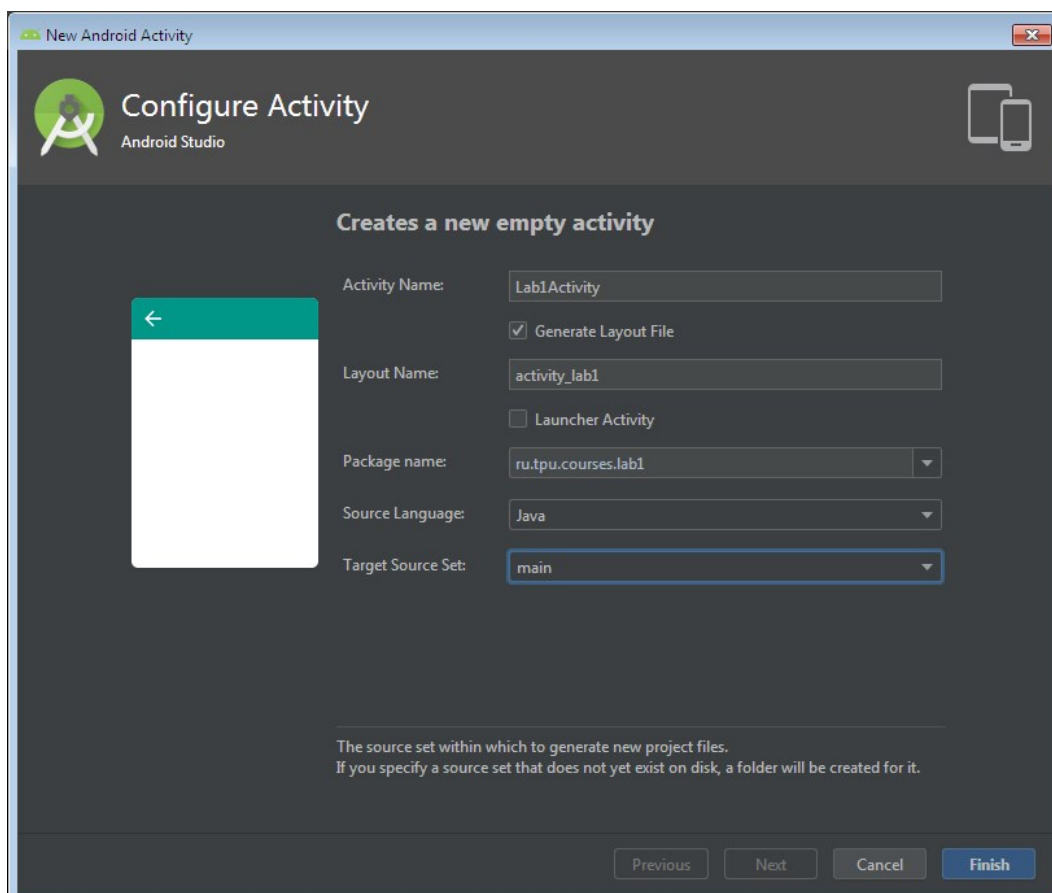 New Android Activity
Configure Activity
Android Studio
Creates a new empty activity
Activity Name:
Lab1Activity
Generate Layout File
Layout Name:
activity_lab1
Launcher Activity
Package name:
ru.tpu.courses.lab1
Source Language:
Java
Target Source Set:
main
The source set within which to generate new project files.
If you specify a source set that does not yet exist on disk, a folder will be created for it.
Previous
Next
Cancel
Finish